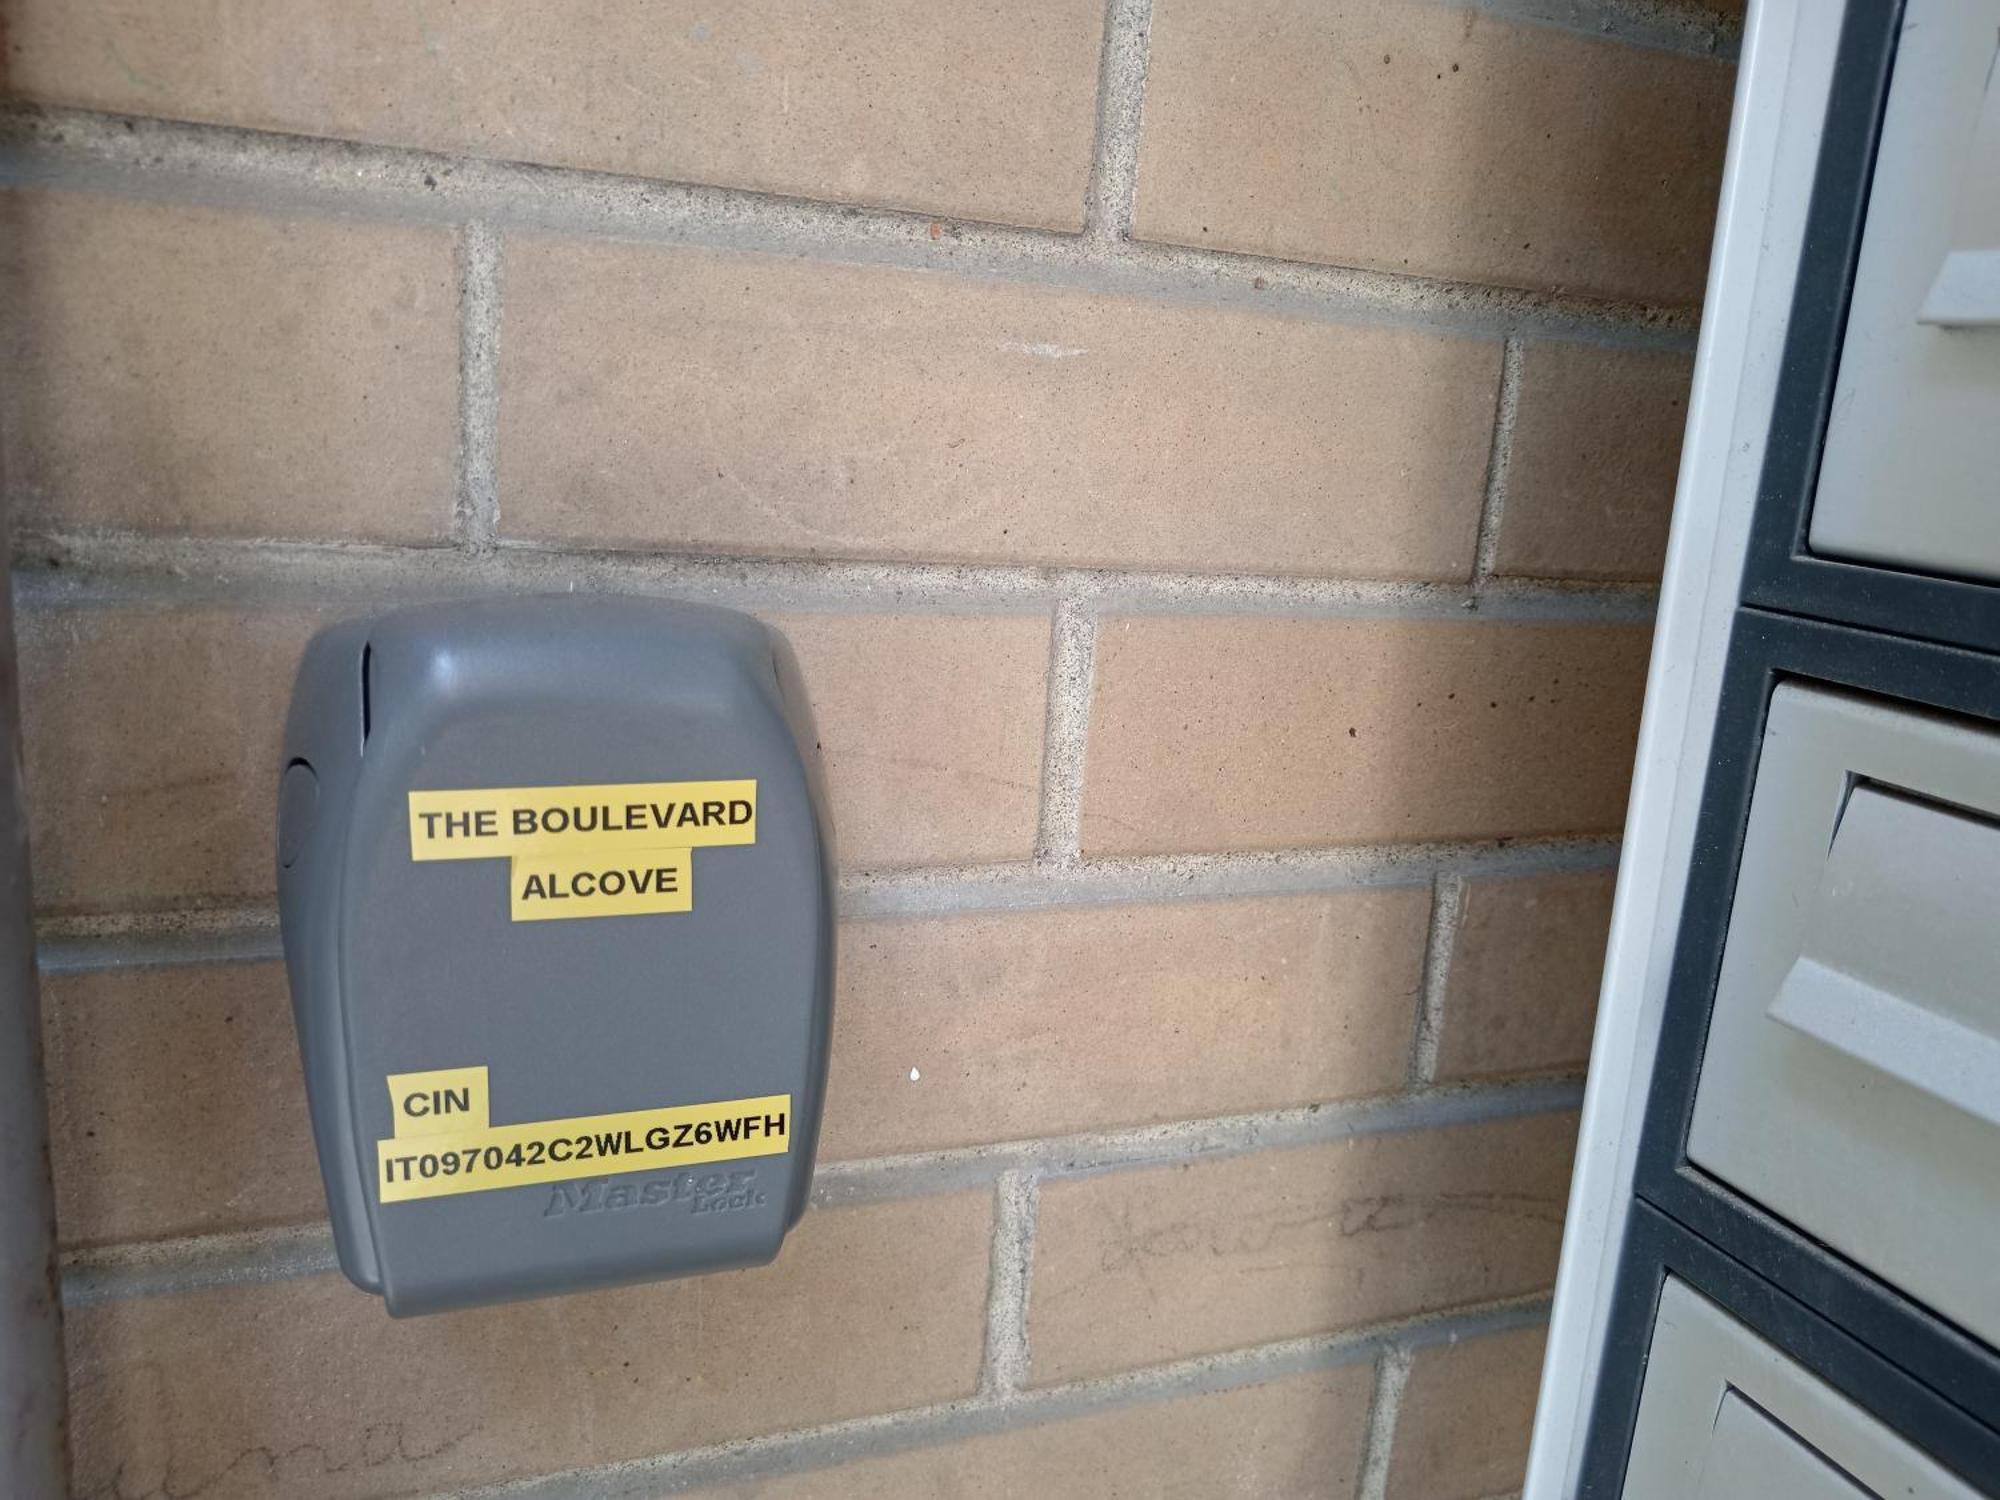 THE BOULEVARD
ALCOVE
CIN
IT097042C2WLGZ6WFH
Master
Lock